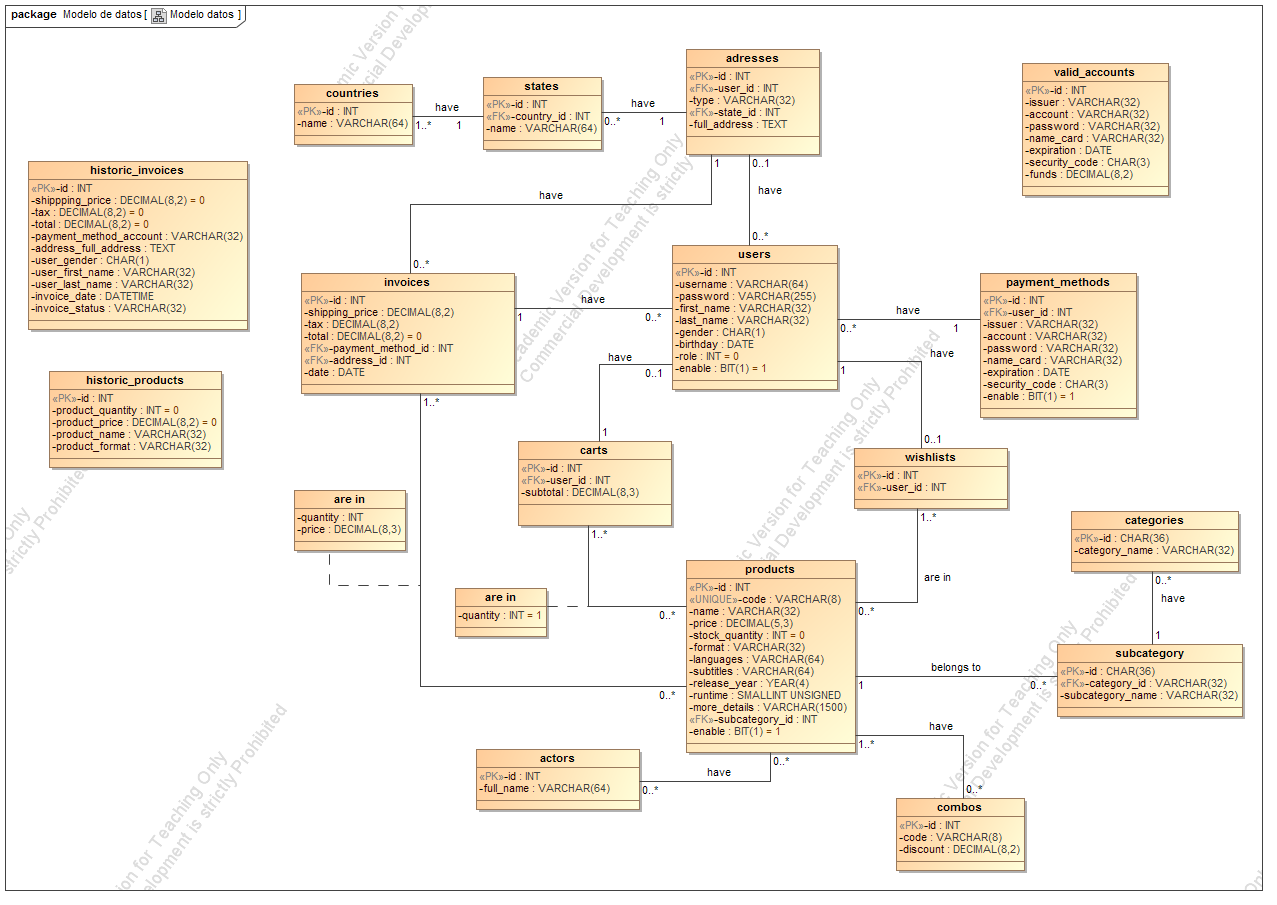 package Modelo de datos [ Modelo datos ]
countries
«PK»-id : INT
-name : VARCHAR(64)
have
1..*
1
states
«PK»-id : INT
«FK»-country_id : INT
-name : VARCHAR(64)
have
0..*
1
adresses
«PK»-id : INT
«FK»-user_id : INT
-type : VARCHAR(32)
«FK»-state_id : INT
-full_address : TEXT
valid_accounts
«PK»-id : INT
-issuer : VARCHAR(32)
-account : VARCHAR(32)
-password : VARCHAR(32)
-name_card : VARCHAR(32)
-expiration : DATE
-security_code : CHAR(3)
-funds : DECIMAL(8,2)
historic_invoices
«PK»-id : INT
-shippping_price : DECIMAL(8,2) = 0
-tax : DECIMAL(8,2) = 0
-total : DECIMAL(8,2) = 0
-payment_method_account : VARCHAR(32)
-address_full_address : TEXT
-user_gender : CHAR(1)
-user_first_name : VARCHAR(32)
-user_last_name : VARCHAR(32)
-invoice_date : DATETIME
-invoice_status : VARCHAR(32)
1
have
0..*
0..1
have
0..*
invoices
«PK»-id : INT
-shipping_price : DECIMAL(8,2)
-tax : DECIMAL(8,2)
-total : DECIMAL(8,2) = 0
«FK»-payment_method_id : INT
«FK»-address_id : INT
-date : DATE
have
1
0..*
users
«PK»-id : INT
-username : VARCHAR(64)
-password : VARCHAR(255)
-first_name : VARCHAR(32)
-last_name : VARCHAR(32)
-gender : CHAR(1)
-birthday : DATE
-role : INT = 0
-enable : BIT(1) = 1
have
0..*
1
payment_methods
«PK»-id : INT
«FK»-user_id : INT
-issuer : VARCHAR(32)
-account : VARCHAR(32)
-password : VARCHAR(32)
-name_card : VARCHAR(32)
-expiration : DATE
-security_code : CHAR(3)
-enable : BIT(1) = 1
historic_products
«PK»-id : INT
-product_quantity : INT = 0
-product_price : DECIMAL(8,2) = 0
-product_name : VARCHAR(32)
-product_format : VARCHAR(32)
have
0..1
1
have
1
0..1
carts
«PK»-id : INT
«FK»-user_id : INT
-subtotal : DECIMAL(8,3)
wishlists
«PK»-id : INT
«FK»-user_id : INT
are in
-quantity : INT
-price : DECIMAL(8,3)
1..*
0..*
are in
-quantity : INT = 1
1..*
0..*
1..*
are in
0..*
products
«PK»-id : INT
«UNIQUE»-code : VARCHAR(8)
-name : VARCHAR(32)
-price : DECIMAL(5,3)
-stock_quantity : INT = 0
-format : VARCHAR(32)
-languages : VARCHAR(64)
-subtitles : VARCHAR(64)
-release_year : YEAR(4)
-runtime : SMALLINT UNSIGNED
-more_details : VARCHAR(1500)
«FK»-subcategory_id : INT
-enable : BIT(1) = 1
categories
«PK»-id : CHAR(36)
-category_name : VARCHAR(32)
0..*
have
1
subcategory
«PK»-id : CHAR(36)
«FK»-category_id : VARCHAR(32)
-subcategory_name : VARCHAR(32)
belongs to
1
0..*
have
1..*
0..*
combos
«PK»-id : INT
-code : VARCHAR(8)
-discount : DECIMAL(8,2)
actors
«PK»-id : INT
-full_name : VARCHAR(64)
have
0..*
0..*
Academic Version for Teaching Only
Commercial Development is strictly Prohibited